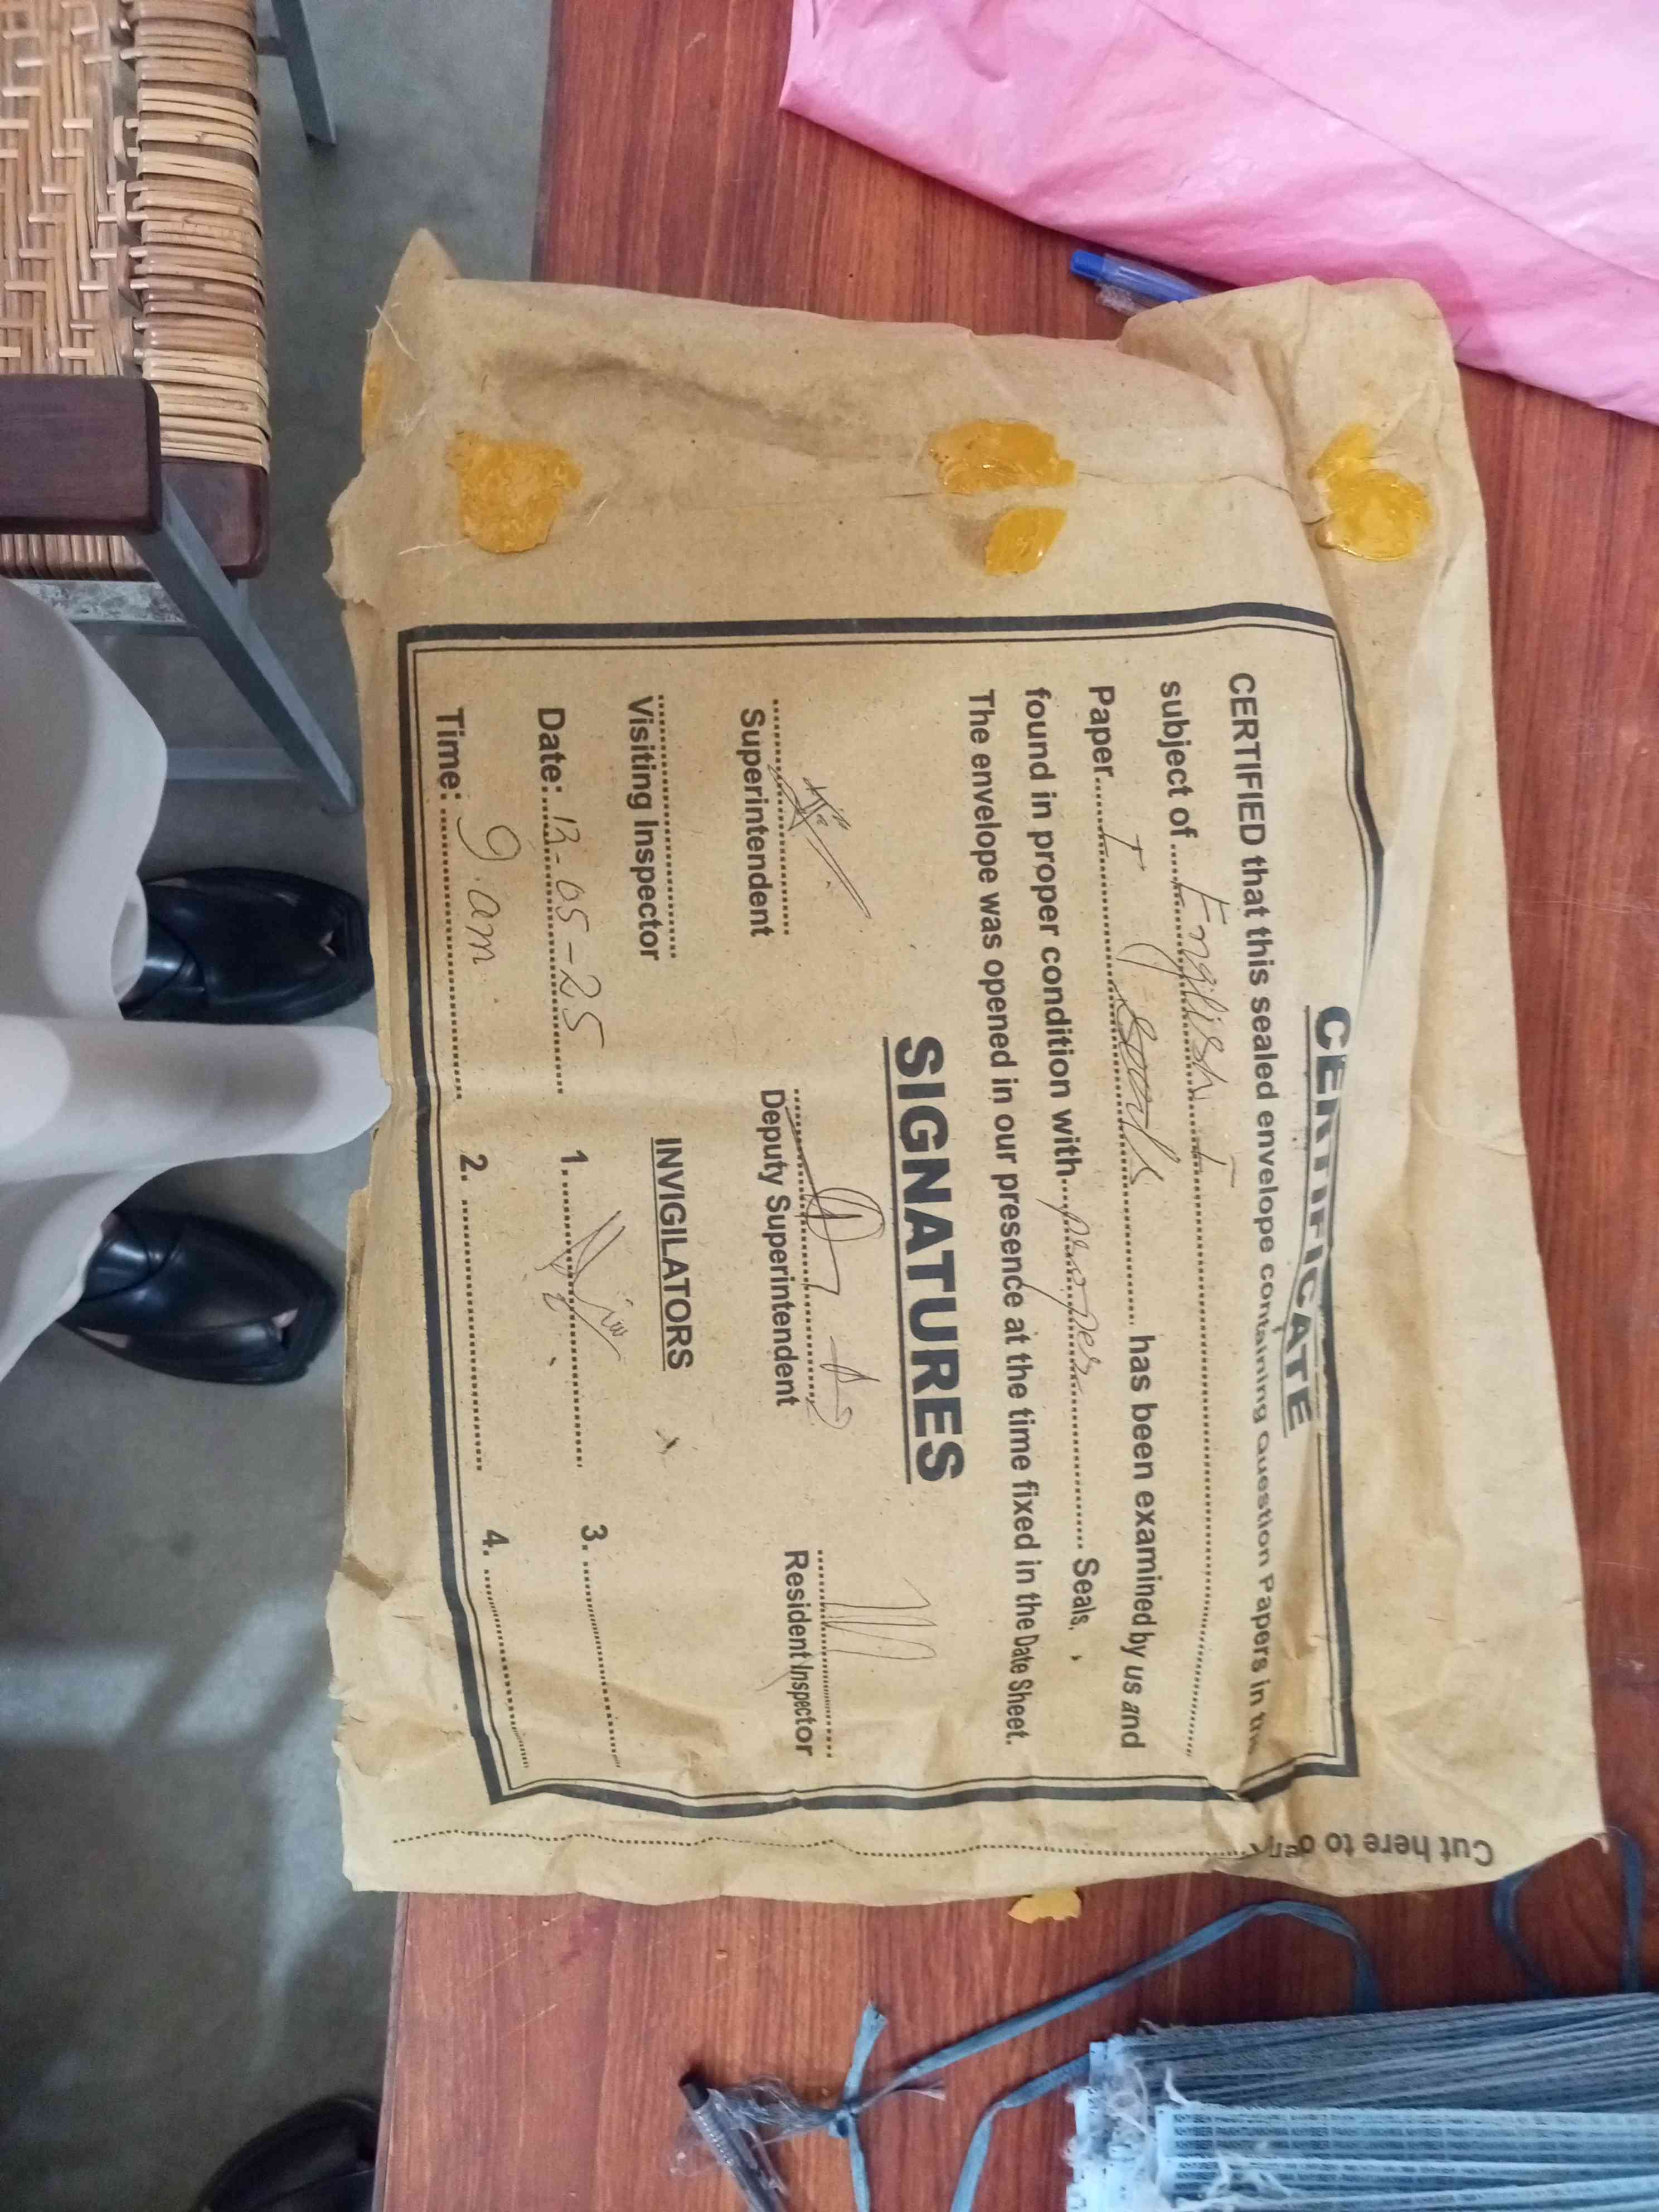 CERTIFICATE
CERTIFIED that this sealed envelope containing Question Papers in the
subject of English I
Paper I has been examined by us and
found in proper condition with proper Seals.
The envelope was opened in our presence at the time fixed in the Date Sheet.
SIGNATURES
Superintendent
Deputy Superintendent
Resident Inspector
Visiting Inspector
INVIGILATORS
Date: 13-05-25
1.
3.
Time: 9 am
2.
4.
Cut here to
KHYBER PAKHTUNKHWA